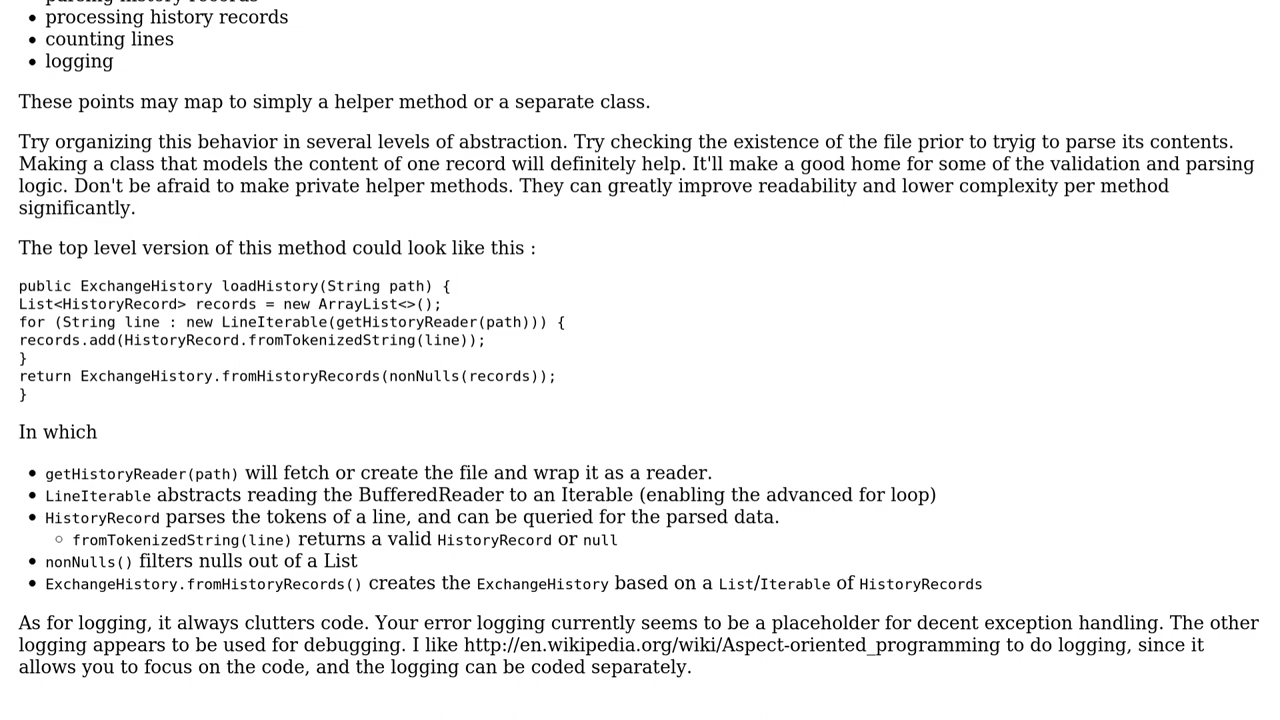 processing history records
counting lines
logging
These points may map to simply a helper method or a separate class.
Try organizing this behavior in several levels of abstraction. Try checking the existence of the file prior to tryig to parse its contents.
Making a class that models the content of one record will definitely help. It'll make a good home for some of the validation and parsing
logic. Don't be afraid to make private helper methods. They can greatly improve readability and lower complexity per method
significantly.
The top level version of this method could look like this :
public ExchangeHistory loadHistory(String path) {
List<HistoryRecord> records = new ArrayList<>();
for (String line : new LineIterable(getHistoryReader(path))) {
records.add(HistoryRecord.fromTokenizedString(line));
}
return ExchangeHistory.fromHistoryRecords(nonNulls(records));
}
In which
getHistoryReader(path) will fetch or create the file and wrap it as a reader.
LineIterable abstracts reading the BufferedReader to an Iterable (enabling the advanced for loop)
HistoryRecord parses the tokens of a line, and can be queried for the parsed data.
fromTokenizedString(line) returns a valid HistoryRecord or null
nonNulls() filters nulls out of a List
ExchangeHistory.fromHistoryRecords() creates the ExchangeHistory based on a List/Iterable of HistoryRecords
As for logging, it always clutters code. Your error logging currently seems to be a placeholder for decent exception handling. The other
logging appears to be used for debugging. I like http://en.wikipedia.org/wiki/Aspect-oriented_programming to do logging, since it
allows you to focus on the code, and the logging can be coded separately.